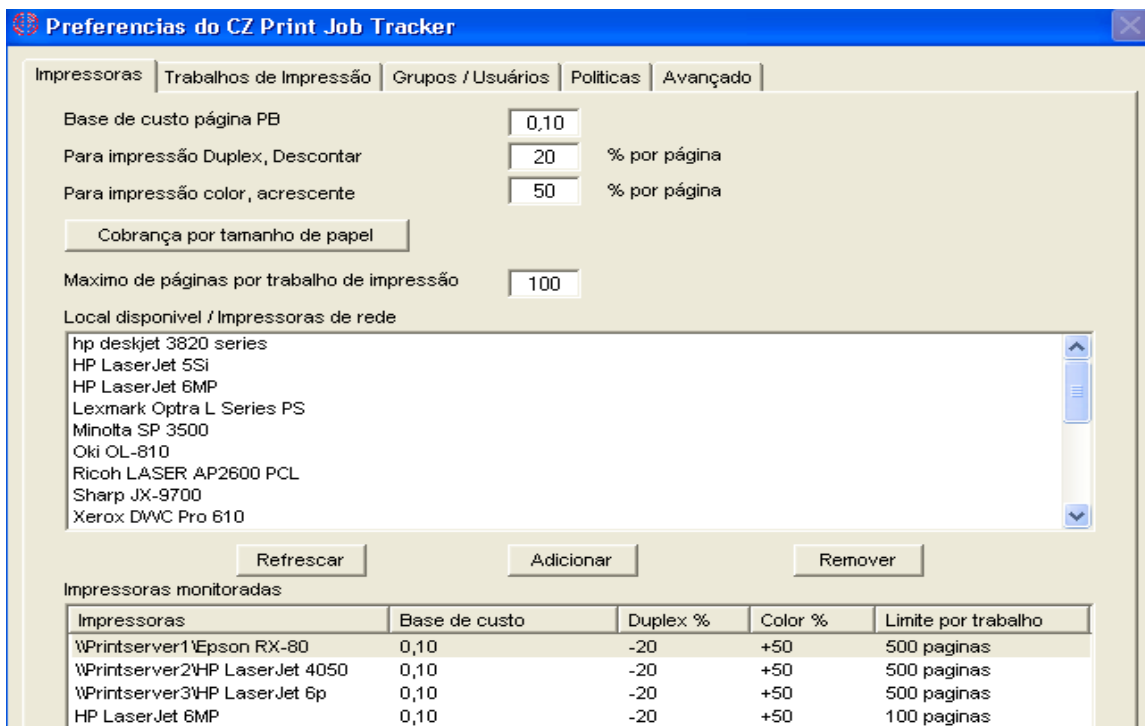 Preferencias do CZ Print Job Tracker
Impressoras Trabalhos de Impressão Grupos / Usuários Politicas Avançado
Base de custo página PB 0,10
Para impressão Duplex, Descontar 20 % por página
Para impressão color, acrescente 50 % por página
Cobrança por tamanho de papel
Maximo de páginas por trabalho de impressão 100
Local disponivel / Impressoras de rede
hp deskjet 3820 series
HP LaserJet 5Si
HP LaserJet 6MP
Lexmark Optra L Series PS
Minolta SP 3500
Oki OL-810
Ricoh LASER AP2600 PCL
Sharp JX-9700
Xerox DWC Pro 610
Refrescar Adicionar Remover
Impressoras monitoradas
Impressoras Base de custo Duplex % Color % Limite por trabalho
\\Printserver1\Epson RX-80 0,10 -20 +50 500 paginas
\\Printserver2\HP LaserJet 4050 0,10 -20 +50 500 paginas
\\Printserver3\HP LaserJet 6p 0,10 -20 +50 500 paginas
HP LaserJet 6MP 0,10 -20 +50 100 paginas